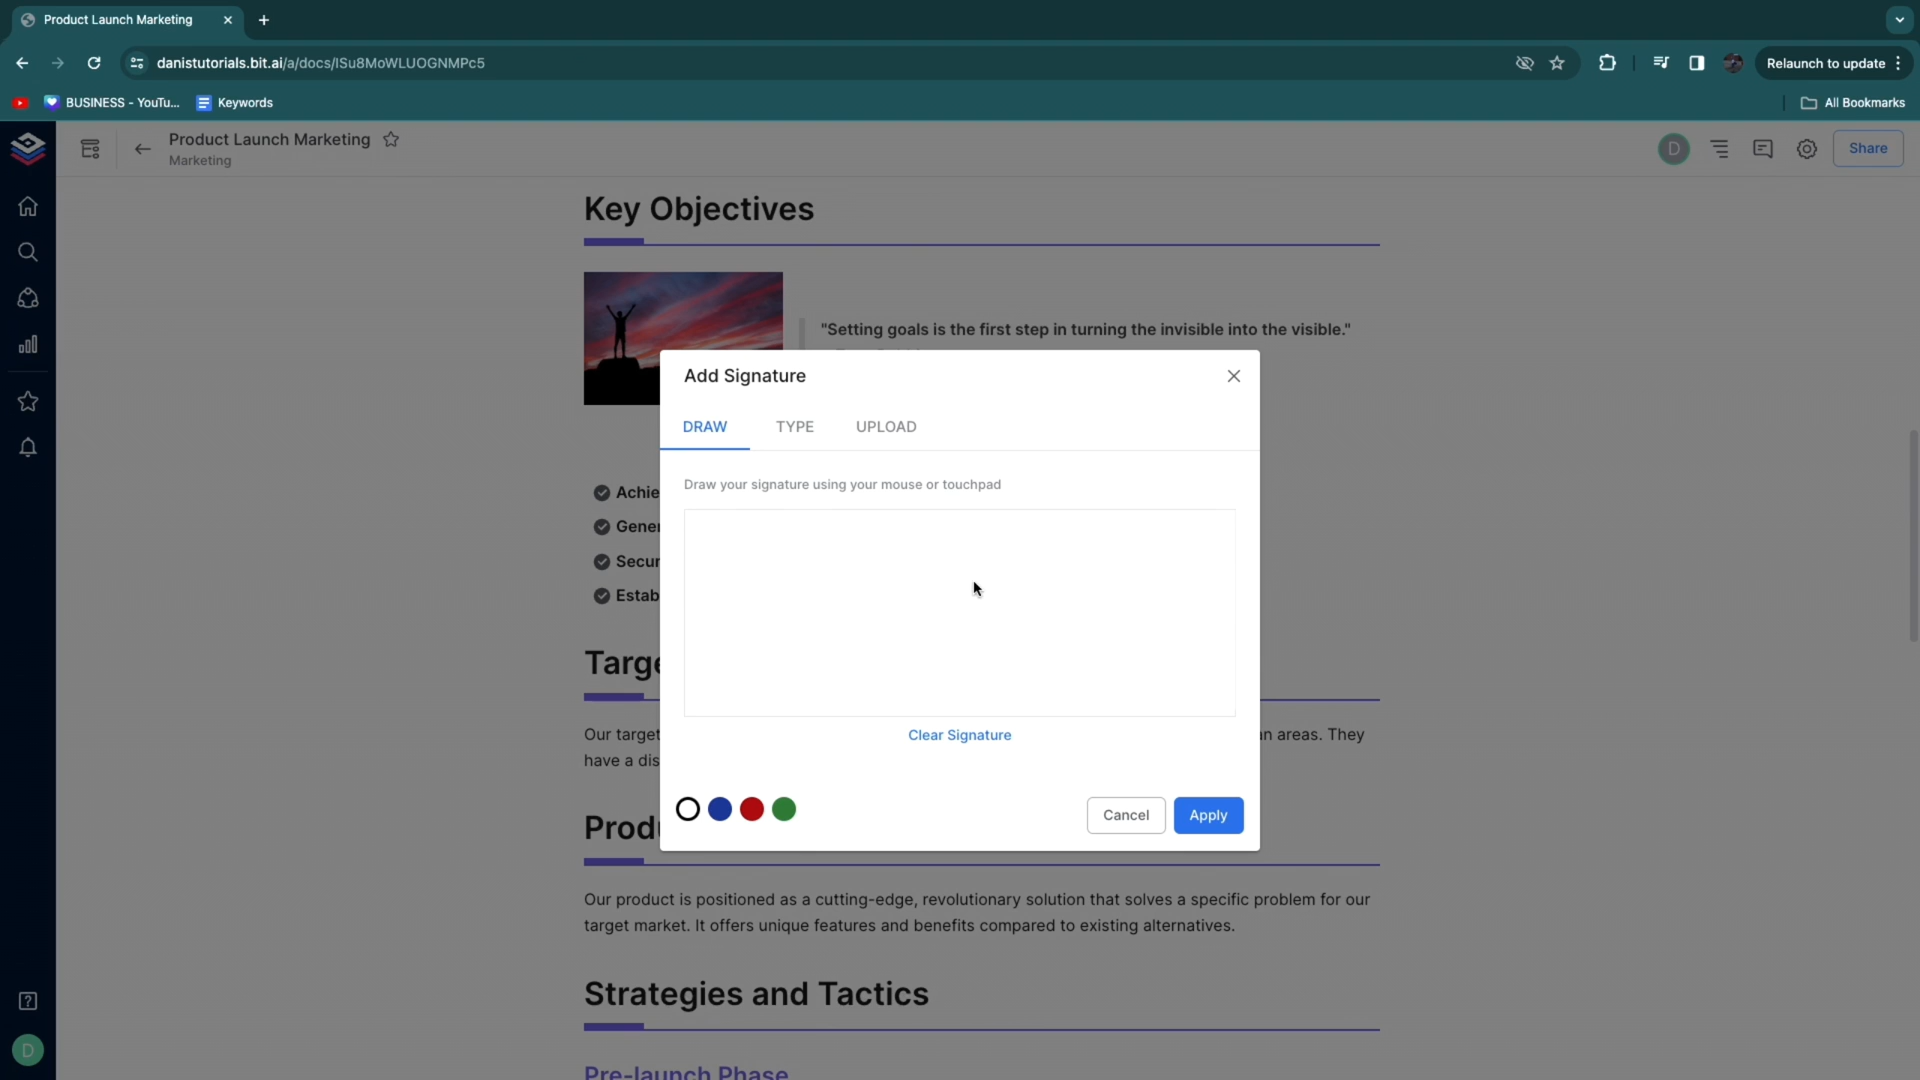 Product Launch Marketing
danistutorials.bit.ai/a/docs/ISu8MoWLUOGNMPc5
Relaunch to update
BUSINESS - YouTu...
Keywords
All Bookmarks
Product Launch Marketing
Marketing
D
Share
Key Objectives
"Setting goals is the first step in turning the invisible into the visible."
Add Signature
DRAW
TYPE
UPLOAD
Draw your signature using your mouse or touchpad
Achie
Gener
Secur
Estab
Targe
Our target
an areas. They
have a dis
Clear Signature
Cancel
Apply
Produ
Our product is positioned as a cutting-edge, revolutionary solution that solves a specific problem for our
target market. It offers unique features and benefits compared to existing alternatives.
Strategies and Tactics
Pre-launch Phase
D